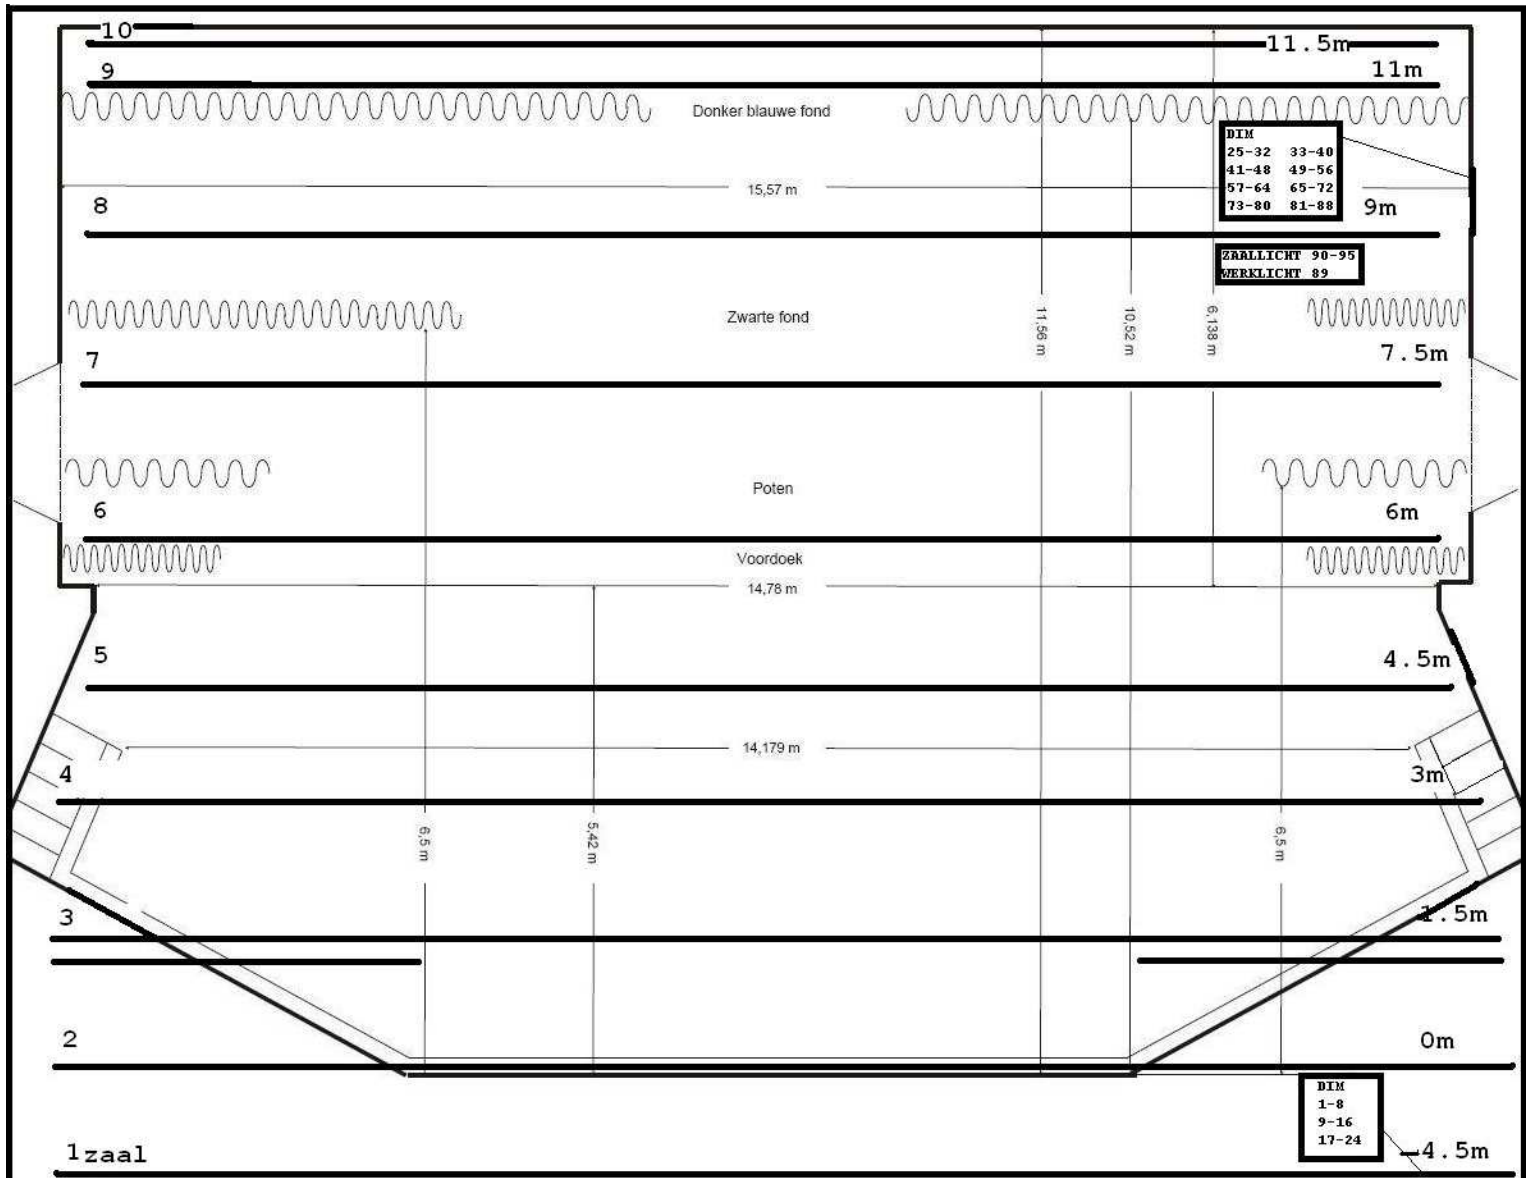 10
11.5m
9
11m
Donker blauwe fond
DIM
25-32 33-40
41-48 49-56
57-64 65-72
73-80 81-88
15,57 m
8
9m
ZAALLICHT 90-95
WERKLICHT 89
Zwarte fond
11,56 m
10,52 m
6,138 m
7
7.5m
Poten
6
6m
Voordoek
14,78 m
5
4.5m
14,179 m
4
3m
6,5 m
5,42 m
6,5 m
3
1.5m
2
0m
DIM
1-8
9-16
17-24
1 zaal
-4.5m